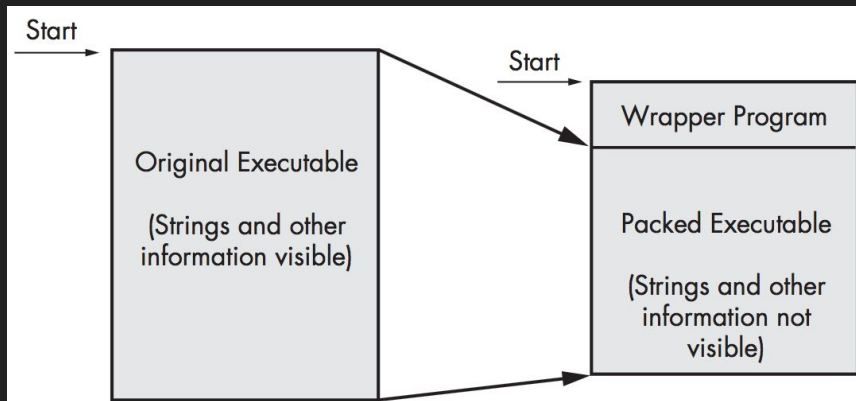 Start
Original Executable
(Strings and other
information visible)
Start
Wrapper Program
Packed Executable
(Strings and other
information not
visible)